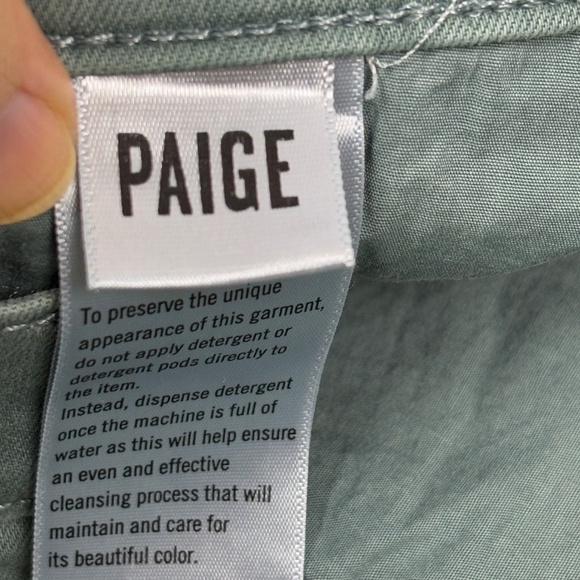 PAIGE
To preserve the unique
appearance of this garment,
do not apply detergent or
detergent pods directly to
the item.
Instead, dispense detergent
once the machine is full of
water as this will help ensure
an even and effective
cleansing process that will
maintain and care for
its beautiful color.